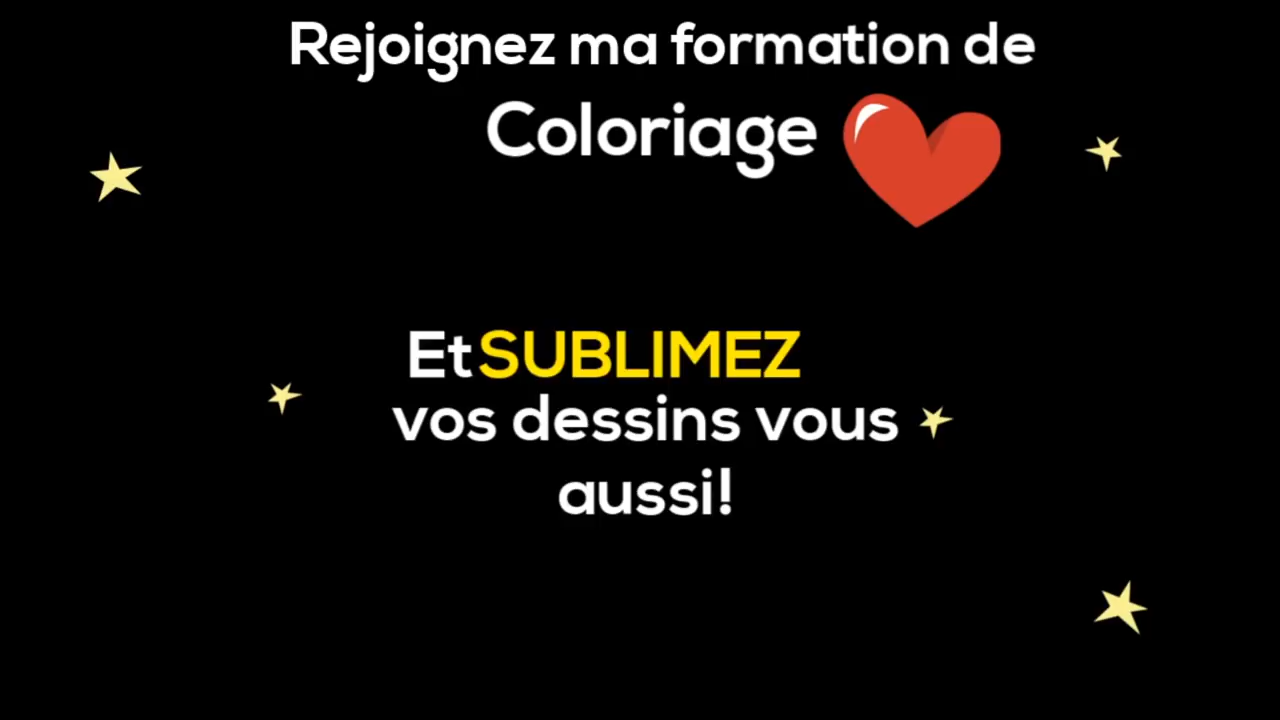 Rejoignez ma formation de
Coloriage
Et SUBLIMEZ
vos dessins vous
aussi!